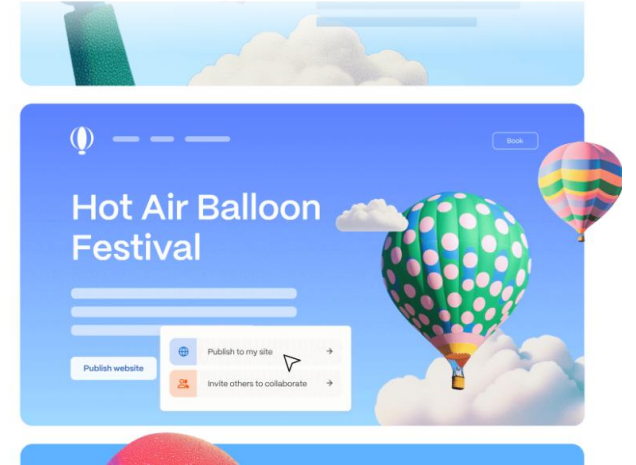 Book
Hot Air Balloon
Festival
Publish to my site
Publish website
Invite others to collaborate